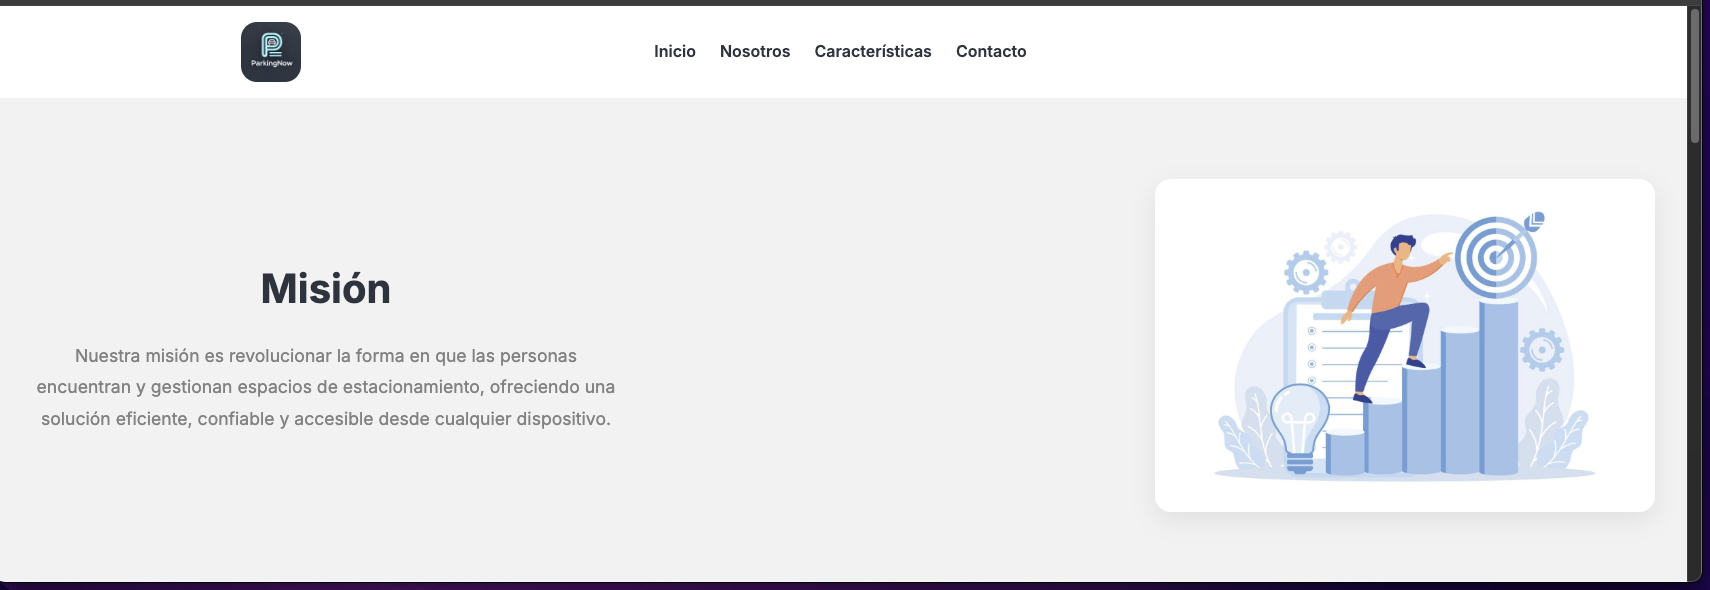 ParkingNow
Inicio Nosotros Características Contacto
Misión
Nuestra misión es revolucionar la forma en que las personas
encuentran y gestionan espacios de estacionamiento, ofreciendo una
solución eficiente, confiable y accesible desde cualquier dispositivo.